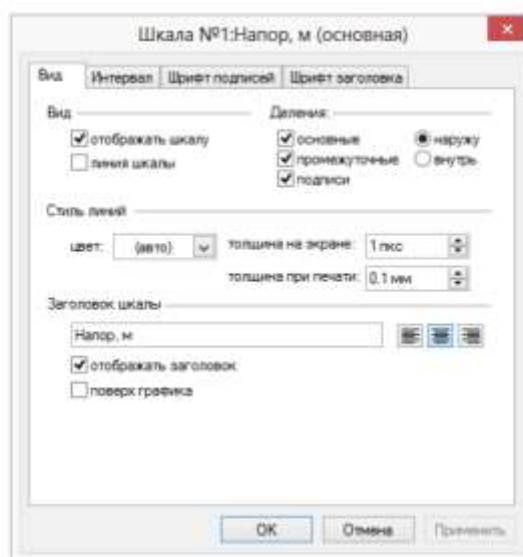 Шкала №1:Напор, м (основная)
Вид Интервал Шрифт подписей Шрифт заголовка
Вид Деления:
отображать шкалу основные наружу
линия шкалы промежуточные внутрь
подписи
Стиль линий
цвет: (авто) толщина на экране: 1 пкс
толщина при печати: 0.1 мм
Заголовок шкалы
Напор, м
отображать заголовок
поверх графика
ОК Отмена Применить